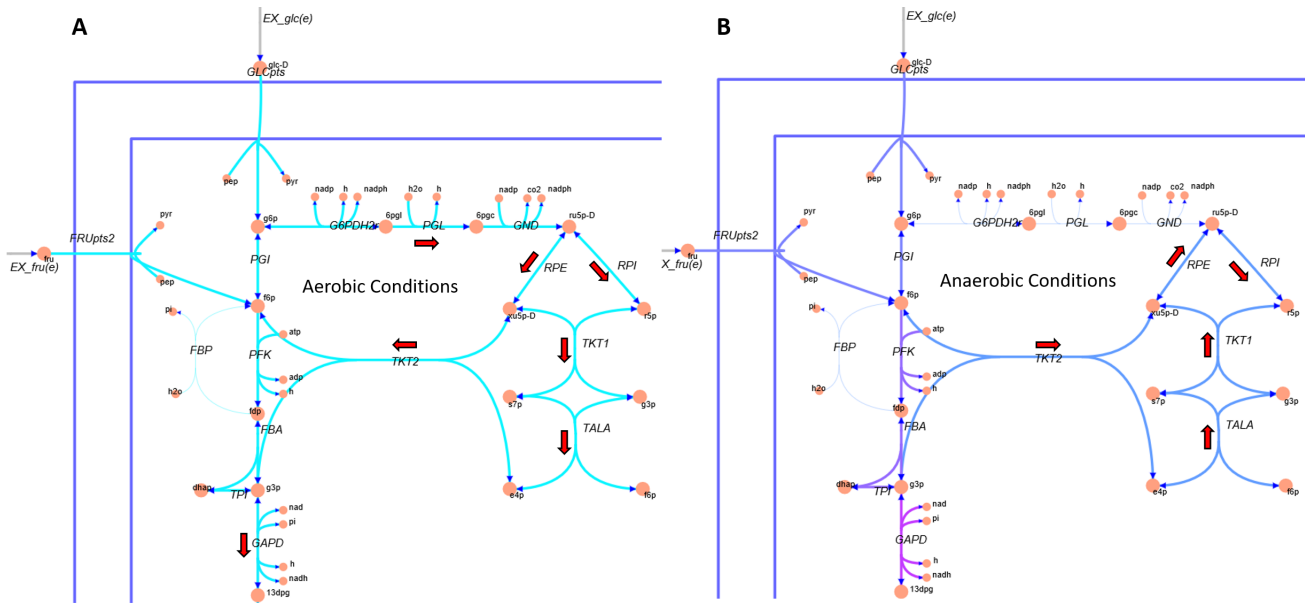 A
EX_glc(e)
glc-D
GLCpts
pep
pyr
nadp
h
nadph
h2o
h
nadp
co2
nadph
g6p
G6PDH2r
6pgl
PGL
6pgc
GND
ru5p-D
pyr
FRUpts2
fru
EX_fru(e)
pep
PGI
Aerobic Conditions
RPE
RPI
f6p
pi
xu5p-D
r5p
atp
FBP
PFK
TKT2
TKT1
adp
h
h2o
s7p
g3p
fdp
FBA
TALA
dhap
TPI
g3p
e4p
f6p
nad
pi
GAPD
h
nadh
13dpg
B
EX_glc(e)
glc-D
GLCpts
pep
pyr
nadp
h
nadph
h2o
h
nadp
co2
nadph
g6p
G6PDH2r
6pgl
PGL
6pgc
GND
ru5p-D
pyr
FRUpts2
fru
X_fru(e)
pep
PGI
Anaerobic Conditions
RPE
RPI
f6p
pi
xu5p-D
r5p
atp
FBP
PFK
TKT2
TKT1
adp
h
h2o
s7p
g3p
fdp
FBA
TALA
dhap
TPI
g3p
e4p
f6p
nad
pi
GAPD
h
nadh
13dpg